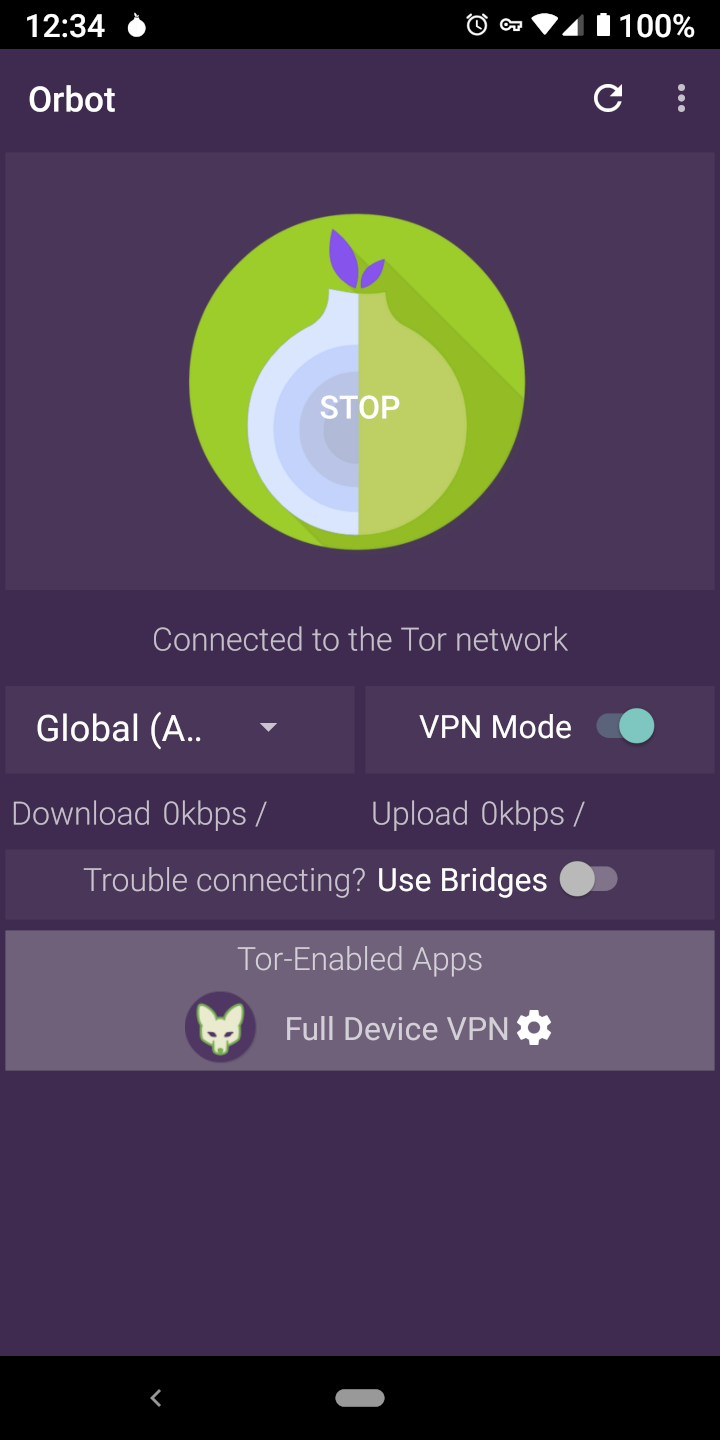 12:34 100%
Orbot
STOP
Connected to the Tor network
Global (A.. VPN Mode
Download 0kbps / Upload 0kbps /
Trouble connecting? Use Bridges
Tor-Enabled Apps
Full Device VPN